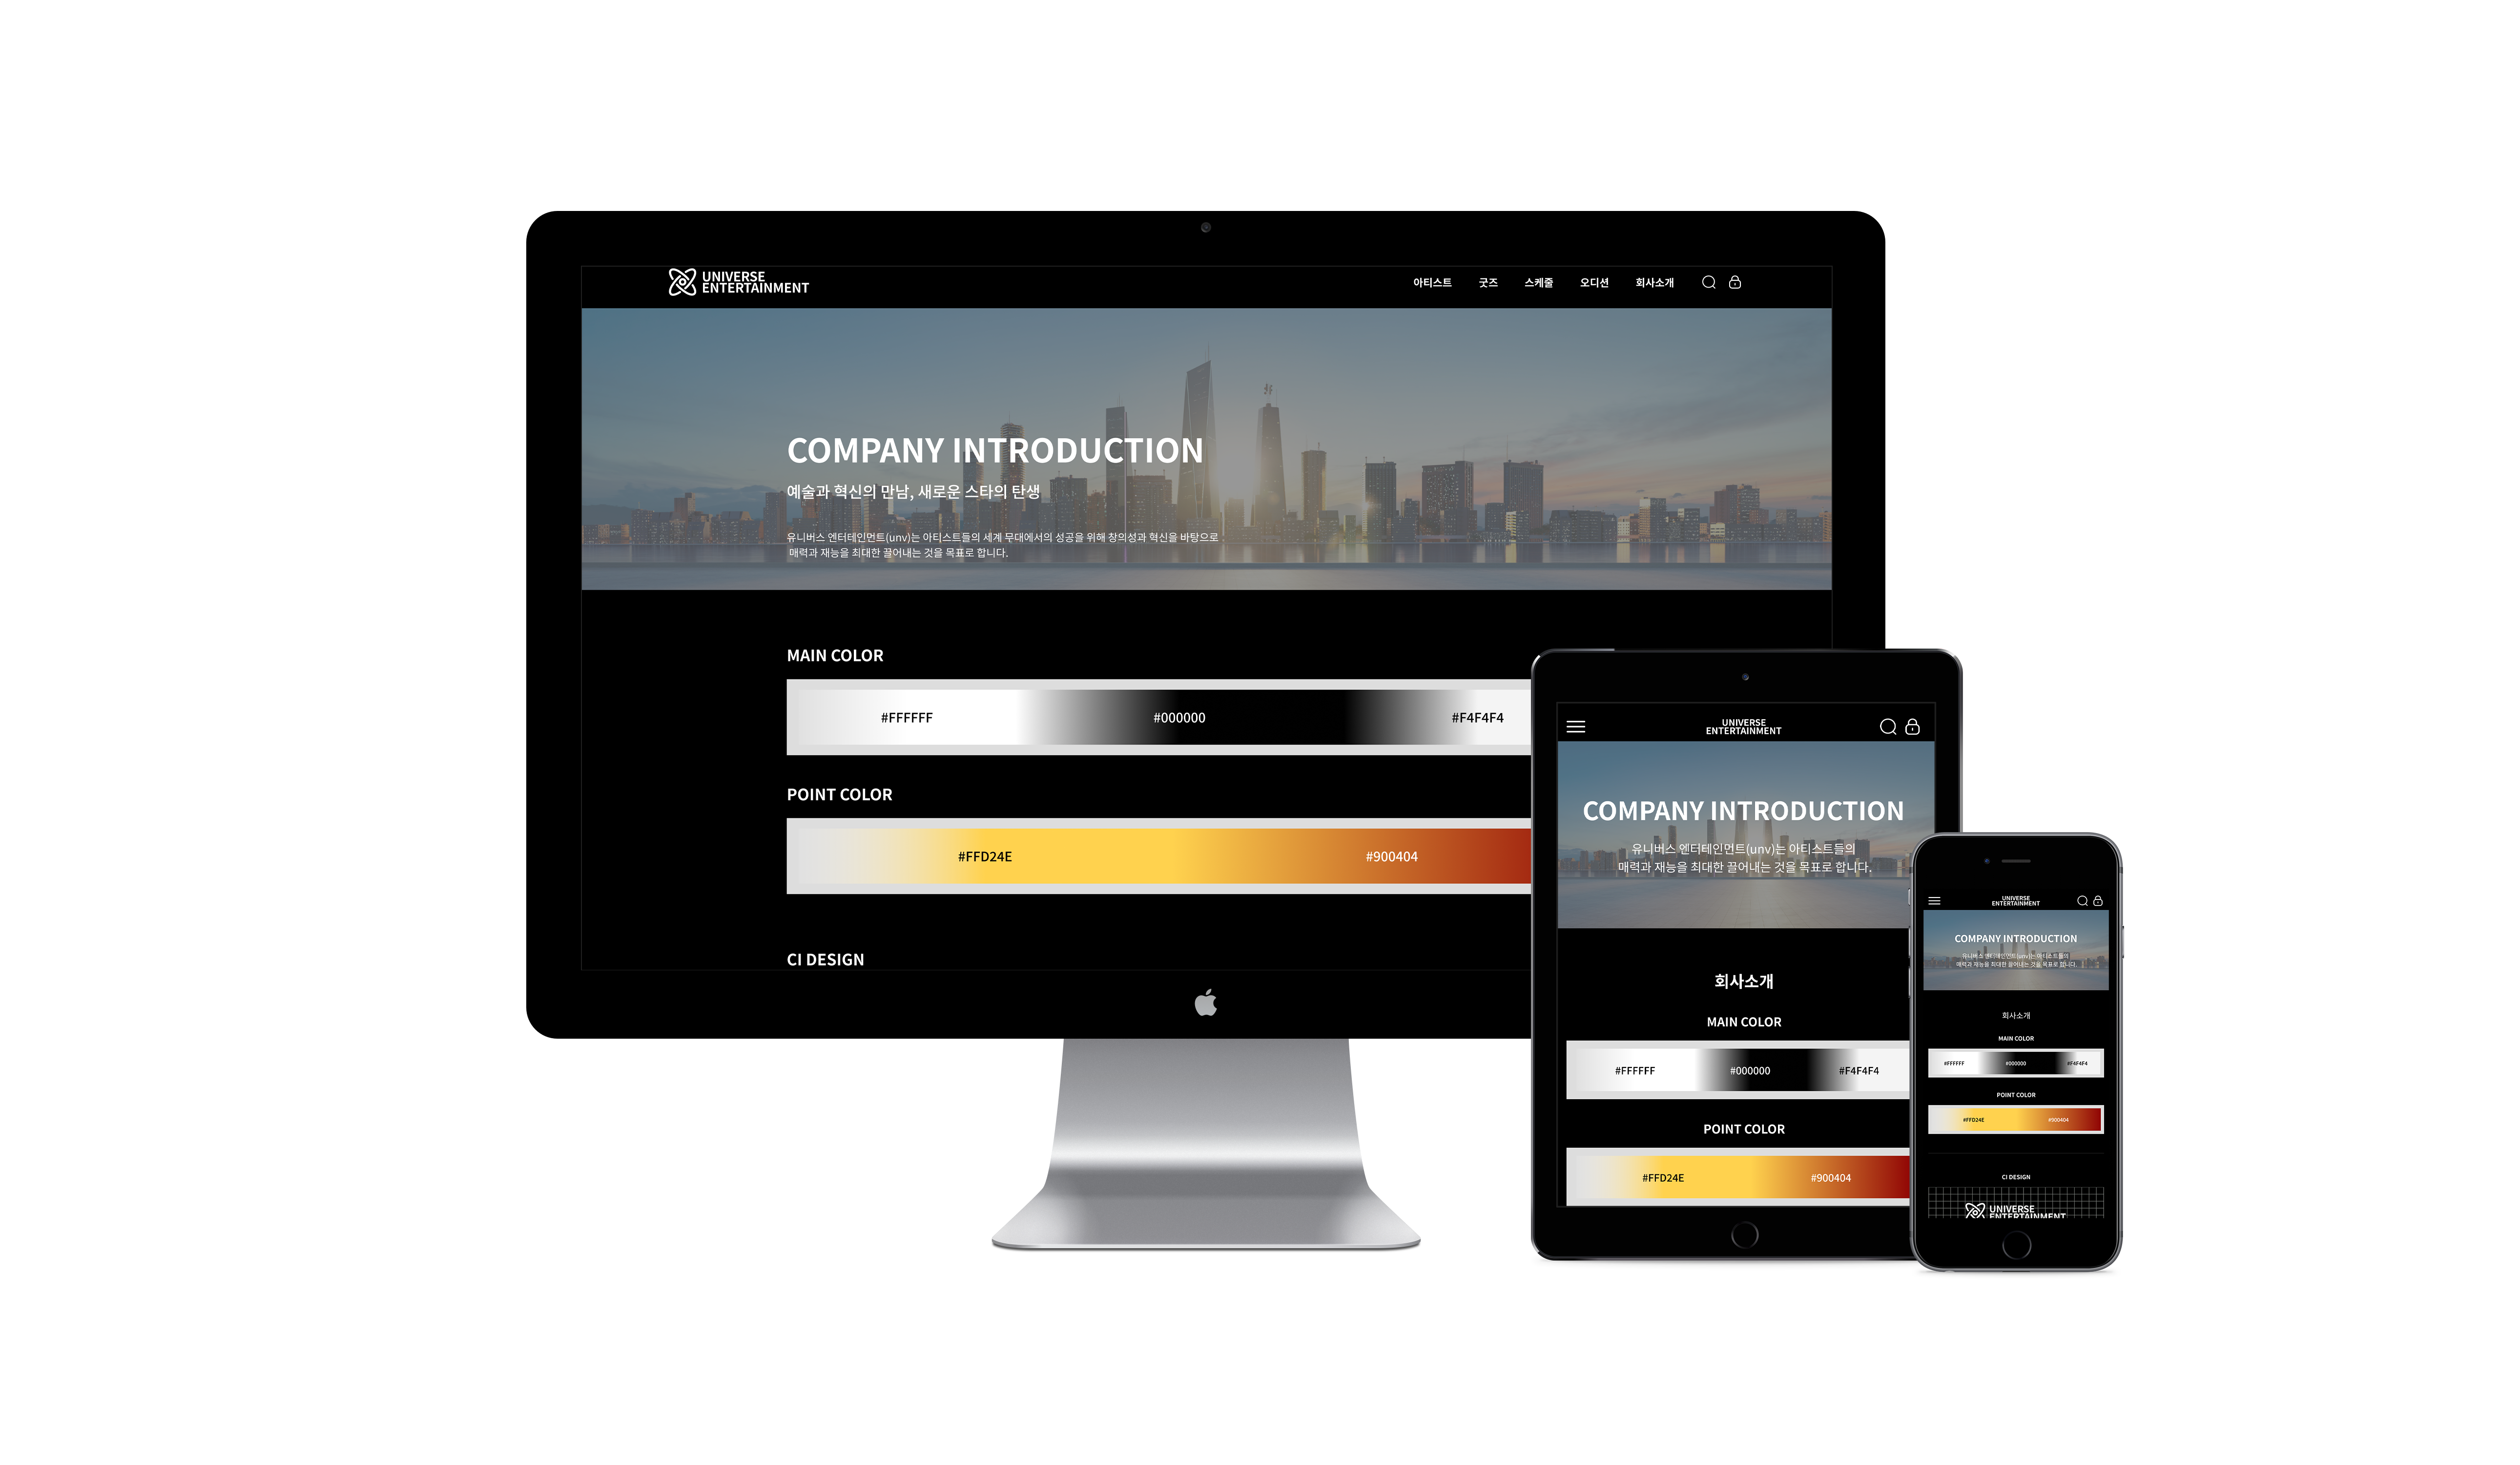 UNIVERSE
ENTERTAINMENT
아티스트 굿즈 스케줄 오디션 회사소개
COMPANY INTRODUCTION
예술과 혁신의 만남, 새로운 스타의 탄생
유니버스 엔터테인먼트(unv)는 아티스트들의 세계 무대에서의 성공을 위해 창의성과 혁신을 바탕으로
매력과 재능을 최대한 끌어내는 것을 목표로 합니다.
MAIN COLOR
#FFFFFF #000000 #F4F4F4
POINT COLOR
#FFD24E #900404
CI DESIGN
UNIVERSE
ENTERTAINMENT
COMPANY INTRODUCTION
유니버스 엔터테인먼트(unv)는 아티스트들의
매력과 재능을 최대한 끌어내는 것을 목표로 합니다.
회사소개
MAIN COLOR
#FFFFFF #000000 #F4F4F4
POINT COLOR
#FFD24E #900404
UNIVERSE
ENTERTAINMENT
COMPANY INTRODUCTION
유니버스 엔터테인먼트(unv)는 아티스트들의
매력과 재능을 최대한 끌어내는 것을 목표로 합니다.
회사소개
MAIN COLOR
#FFFFFF #000000 #F4F4F4
POINT COLOR
#FFD24E #900404
CI DESIGN
UNIVERSE
ENTERTAINMENT